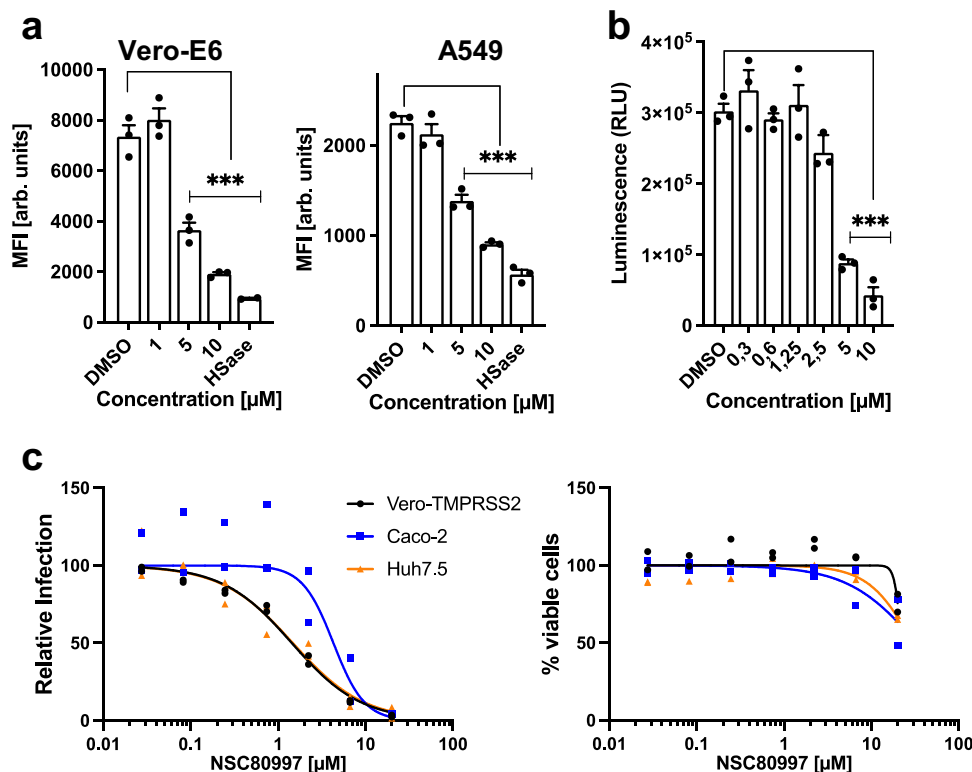 a
Vero-E6
MFI [arb. units]
10000
8000
6000
4000
2000
0
***
DMSO
1
5
10
HSase
Concentration [µM]
A549
MFI [arb. units]
2000
1000
0
***
DMSO
1
5
10
HSase
Concentration [µM]
b
Luminescence (RLU)
4×10⁵
3×10⁵
2×10⁵
1×10⁵
0
***
DMSO
0,3
0,6
1,25
2,5
5
10
Concentration [µM]
c
Relative Infection
150
100
50
0
0.01
0.1
1
10
100
NSC80997 [µM]
Vero-TMPRSS2
Caco-2
Huh7.5
% viable cells
150
100
50
0
0.01
0.1
1
10
100
NSC80997 [µM]